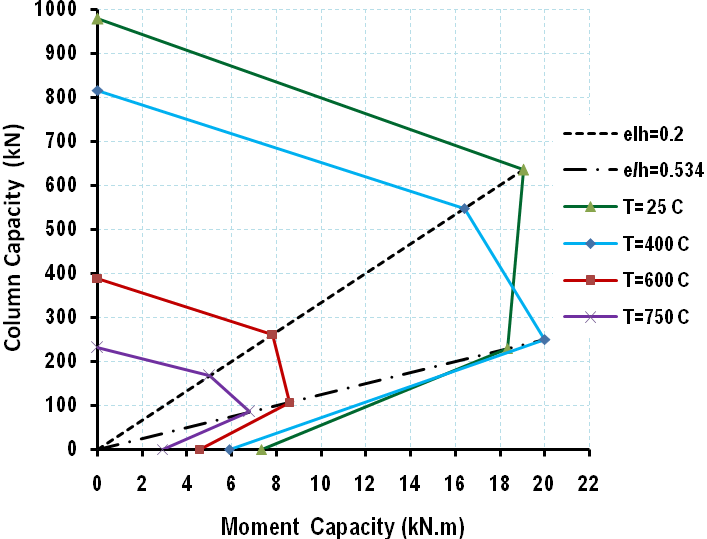 1000
900
800
700
600
500
400
300
200
100
0
Column Capacity (kN)
0 2 4 6 8 10 12 14 16 18 20 22
Moment Capacity (kN.m)
elh=0.2
e/h=0.534
T=25 C
T=400 C
T=600 C
T=750 C